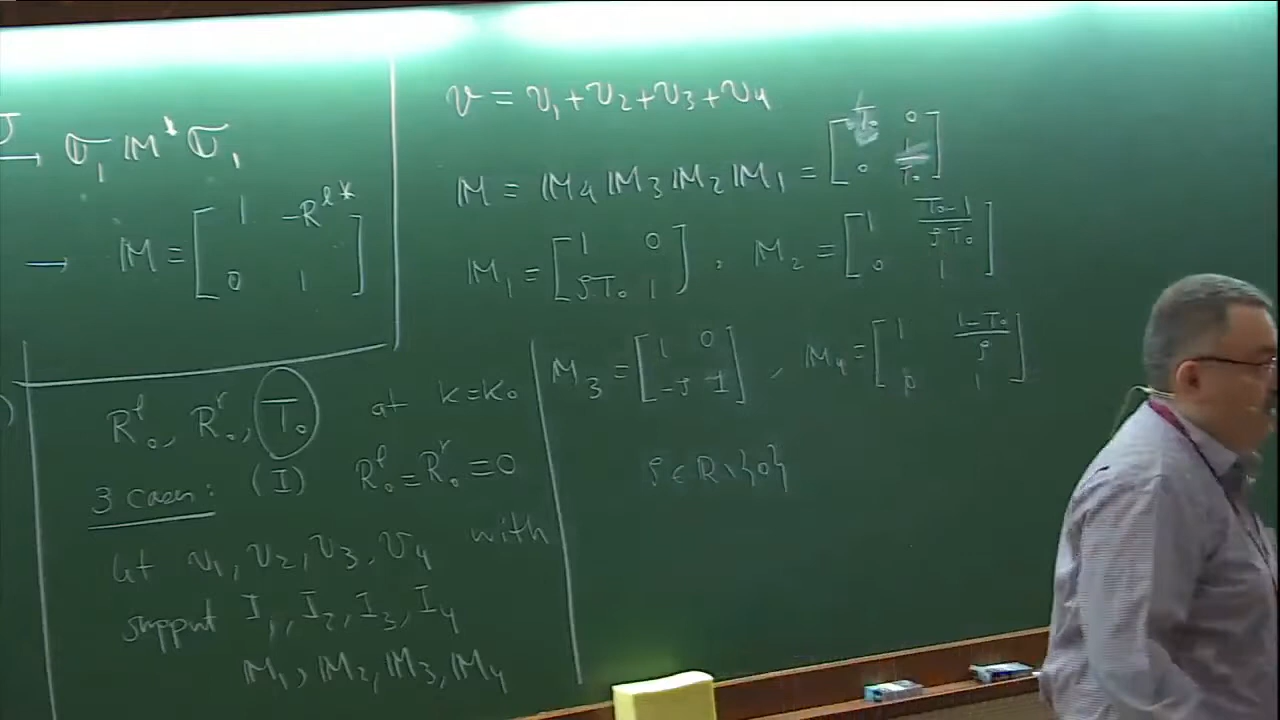 J
→ σ₁ 𝕄* σ₁
→ 𝕄 = [ 1 -R^{l*} ; 0 1 ]
R₀^l, R₀^r, T₀ at k=k₀
3 cases: (I) R₀^l = R₀^r = 0
Let v₁, v₂, v₃, v₄ with
support I₁, I₂, I₃, I₄
𝕄₁, 𝕄₂, 𝕄₃, 𝕄₄
v = v₁+v₂+v₃+v₄
𝕄 = 𝕄₄ 𝕄₃ 𝕄₂ 𝕄₁ = [ T₀ 0 ; 0 1/T₀ ]
𝕄₁ = [ 1 0 ; ρT₀ 1 ], 𝕄₂ = [ 1 (T₀-1)/(ρT₀) ; 0 1 ]
𝕄₃ = [ 1 0 ; -ρ 1 ], 𝕄₄ = [ 1 (1-T₀)/ρ ; 0 1 ]
ρ ∈ R \ {0}